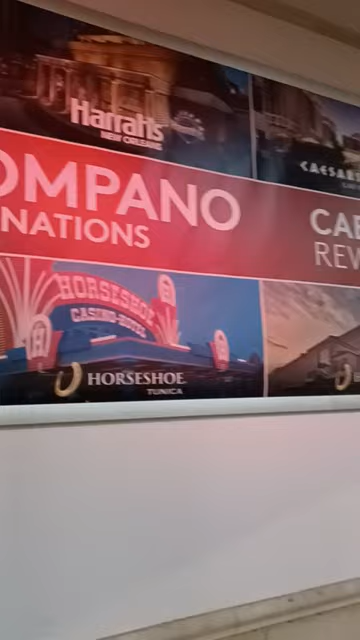 Harrah's
NEW ORLEANS
CAESARS
OMPANO
NATIONS
CAE
REV
HORSESHOE
CASINO-HOTEL
H
H
HORSESHOE
TUNICA